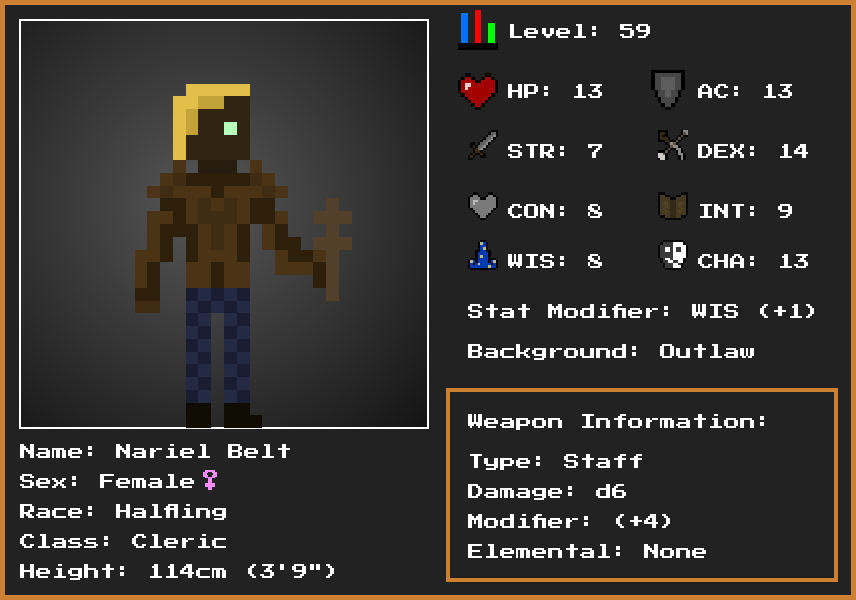 Level: 59
HP: 13 AC: 13
STR: 7 DEX: 14
CON: 8 INT: 9
WIS: 8 CHA: 13
Stat Modifier: WIS (+1)
Background: Outlaw
Weapon Information:
Type: Staff
Damage: d6
Modifier: (+4)
Elemental: None
Name: Nariel Belt
Sex: Female♀
Race: Halfling
Class: Cleric
Height: 114cm (3'9")